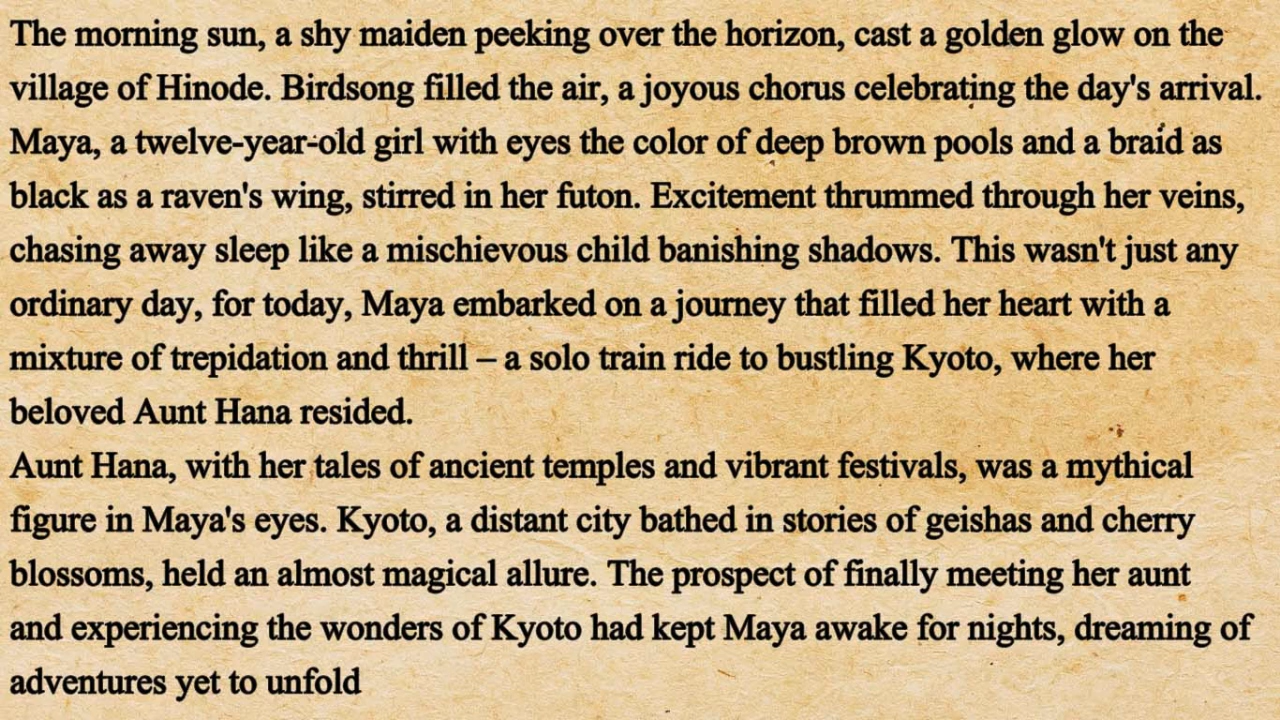 The morning sun, a shy maiden peeking over the horizon, cast a golden glow on the
village of Hinode. Birdsong filled the air, a joyous chorus celebrating the day's arrival.
Maya, a twelve-year-old girl with eyes the color of deep brown pools and a braid as
black as a raven's wing, stirred in her futon. Excitement thrummed through her veins,
chasing away sleep like a mischievous child banishing shadows. This wasn't just any
ordinary day, for today, Maya embarked on a journey that filled her heart with a
mixture of trepidation and thrill – a solo train ride to bustling Kyoto, where her
beloved Aunt Hana resided.
Aunt Hana, with her tales of ancient temples and vibrant festivals, was a mythical
figure in Maya's eyes. Kyoto, a distant city bathed in stories of geishas and cherry
blossoms, held an almost magical allure. The prospect of finally meeting her aunt
and experiencing the wonders of Kyoto had kept Maya awake for nights, dreaming of
adventures yet to unfold